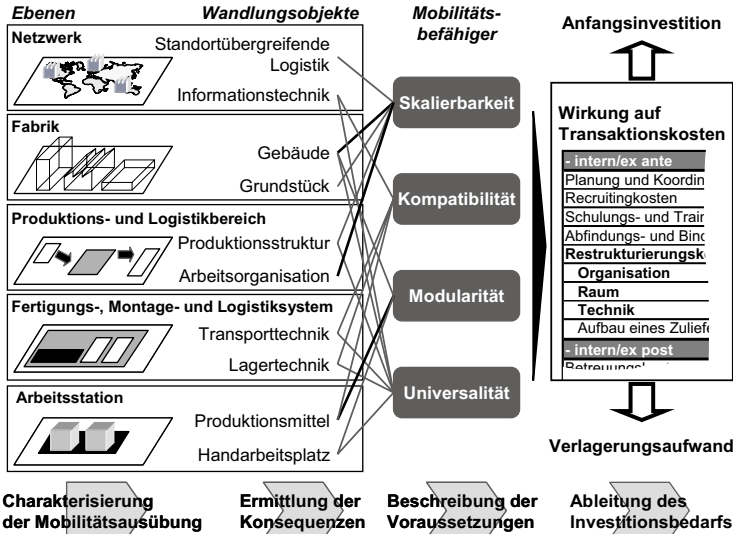 Ebenen
Wandlungsobjekte
Mobilitäts-
befähiger
Anfangsinvestition
Netzwerk
Standortübergreifende
Logistik
Informationstechnik
Fabrik
Gebäude
Grundstück
Produktions- und Logistikbereich
Produktionsstruktur
Arbeitsorganisation
Fertigungs-, Montage- und Logistiksystem
Transporttechnik
Lagertechnik
Arbeitsstation
Produktionsmittel
Handarbeitsplatz
Skalierbarkeit
Kompatibilität
Modularität
Universalität
Wirkung auf
Transaktionskosten
- intern/ex ante
Planung und Koordin
Recruitingkosten
Schulungs- und Train
Abfindungs- und Bind
Restrukturierungsk
Organisation
Raum
Technik
Aufbau eines Zuliefe
- intern/ex post
Verlagerungsaufwand
Charakterisierung
der Mobilitätsausübung
Ermittlung der
Konsequenzen
Beschreibung der
Voraussetzungen
Ableitung des
Investitionsbedarfs